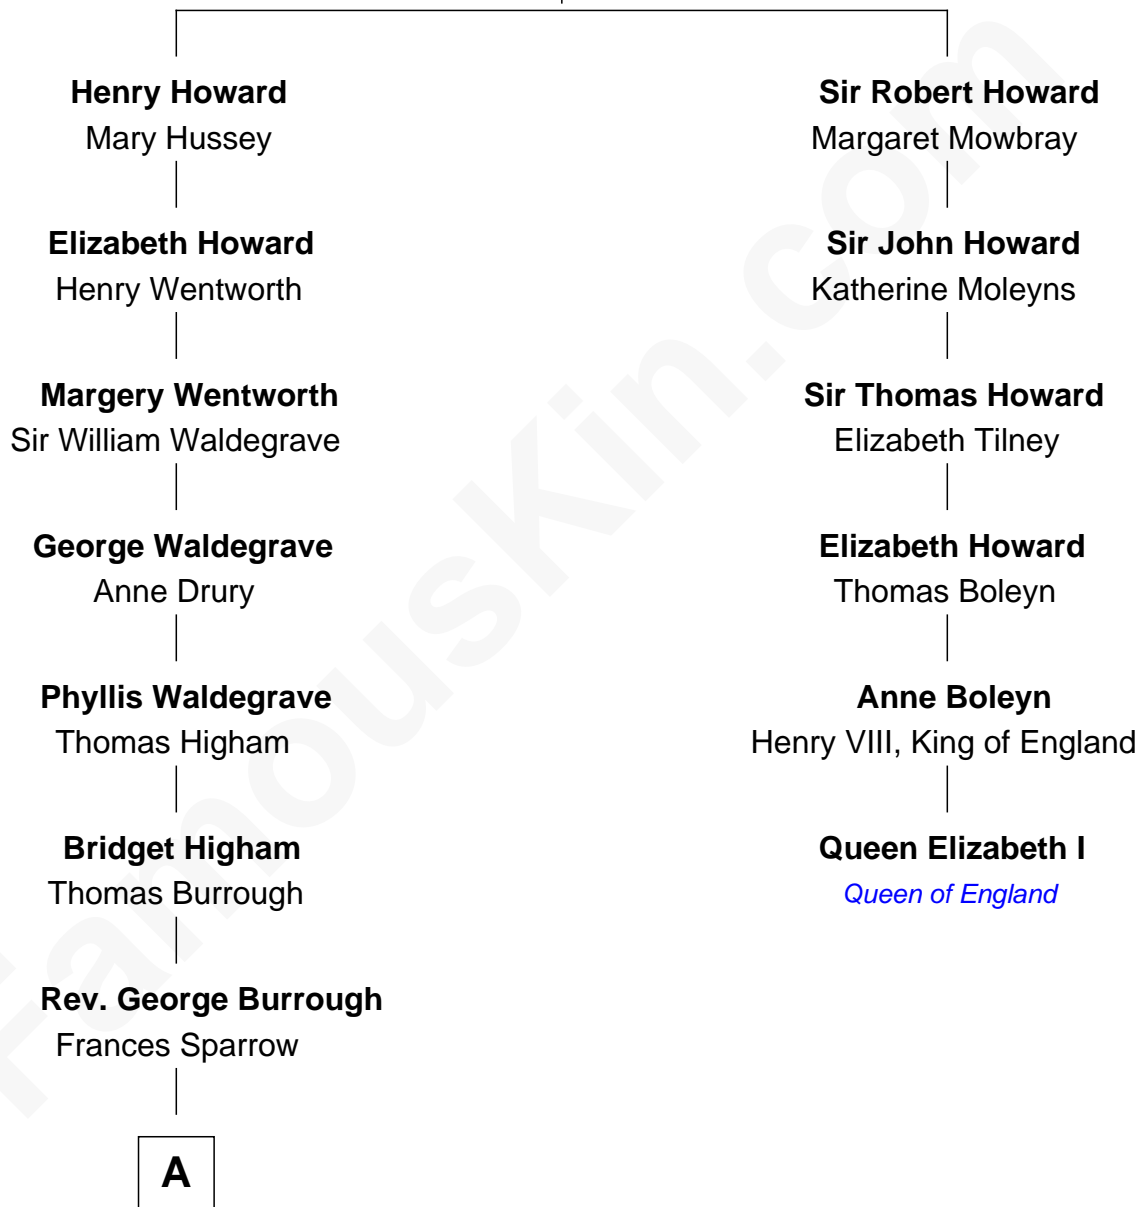 Henry Howard
Mary Hussey
Elizabeth Howard
Henry Wentworth
Margery Wentworth
Sir William Waldegrave
George Waldegrave
Anne Drury
Phyllis Waldegrave
Thomas Higham
Bridget Higham
Thomas Burrough
Rev. George Burrough
Frances Sparrow
A
Sir Robert Howard
Margaret Mowbray
Sir John Howard
Katherine Moleyns
Sir Thomas Howard
Elizabeth Tilney
Elizabeth Howard
Thomas Boleyn
Anne Boleyn
Henry VIII, King of England
Queen Elizabeth I
Queen of England
FamousKin.com